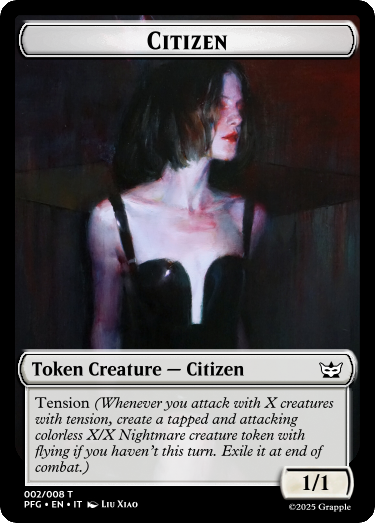 CITIZEN
Token Creature — Citizen
Tension (Whenever you attack with X creatures
with tension, create a tapped and attacking
colorless X/X Nightmare creature token with
flying if you haven't this turn. Exile it at end of
combat.)
1/1
002/008 T
PFG • EN • IT LIU XIAO
©2025 Grapple